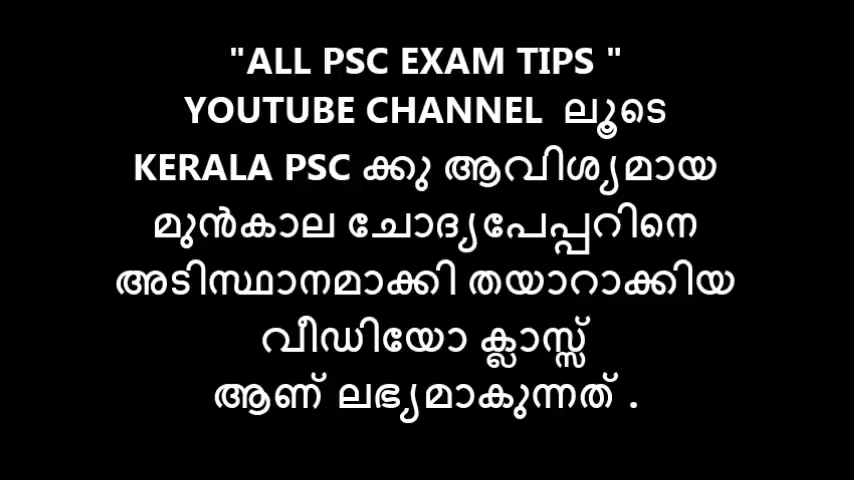 "ALL PSC EXAM TIPS "
YOUTUBE CHANNEL ലൂടെ
KERALA PSC ക്കു ആവിശ്യമായ
മുൻകാല ചോദ്യപേപ്പറിനെ
അടിസ്ഥാനമാക്കി തയാറാക്കിയ
വീഡിയോ ക്ലാസ്സ്
ആണ് ലഭ്യമാകുന്നത് .